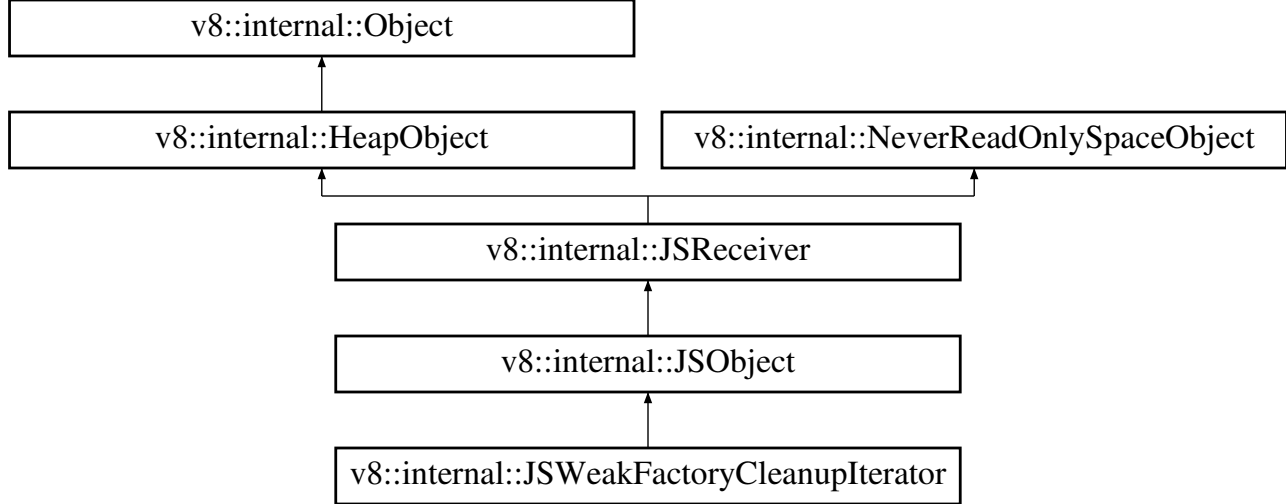 v8::internal::Object
v8::internal::HeapObject
v8::internal::NeverReadOnlySpaceObject
v8::internal::JSReceiver
v8::internal::JSObject
v8::internal::JSWeakFactoryCleanupIterator